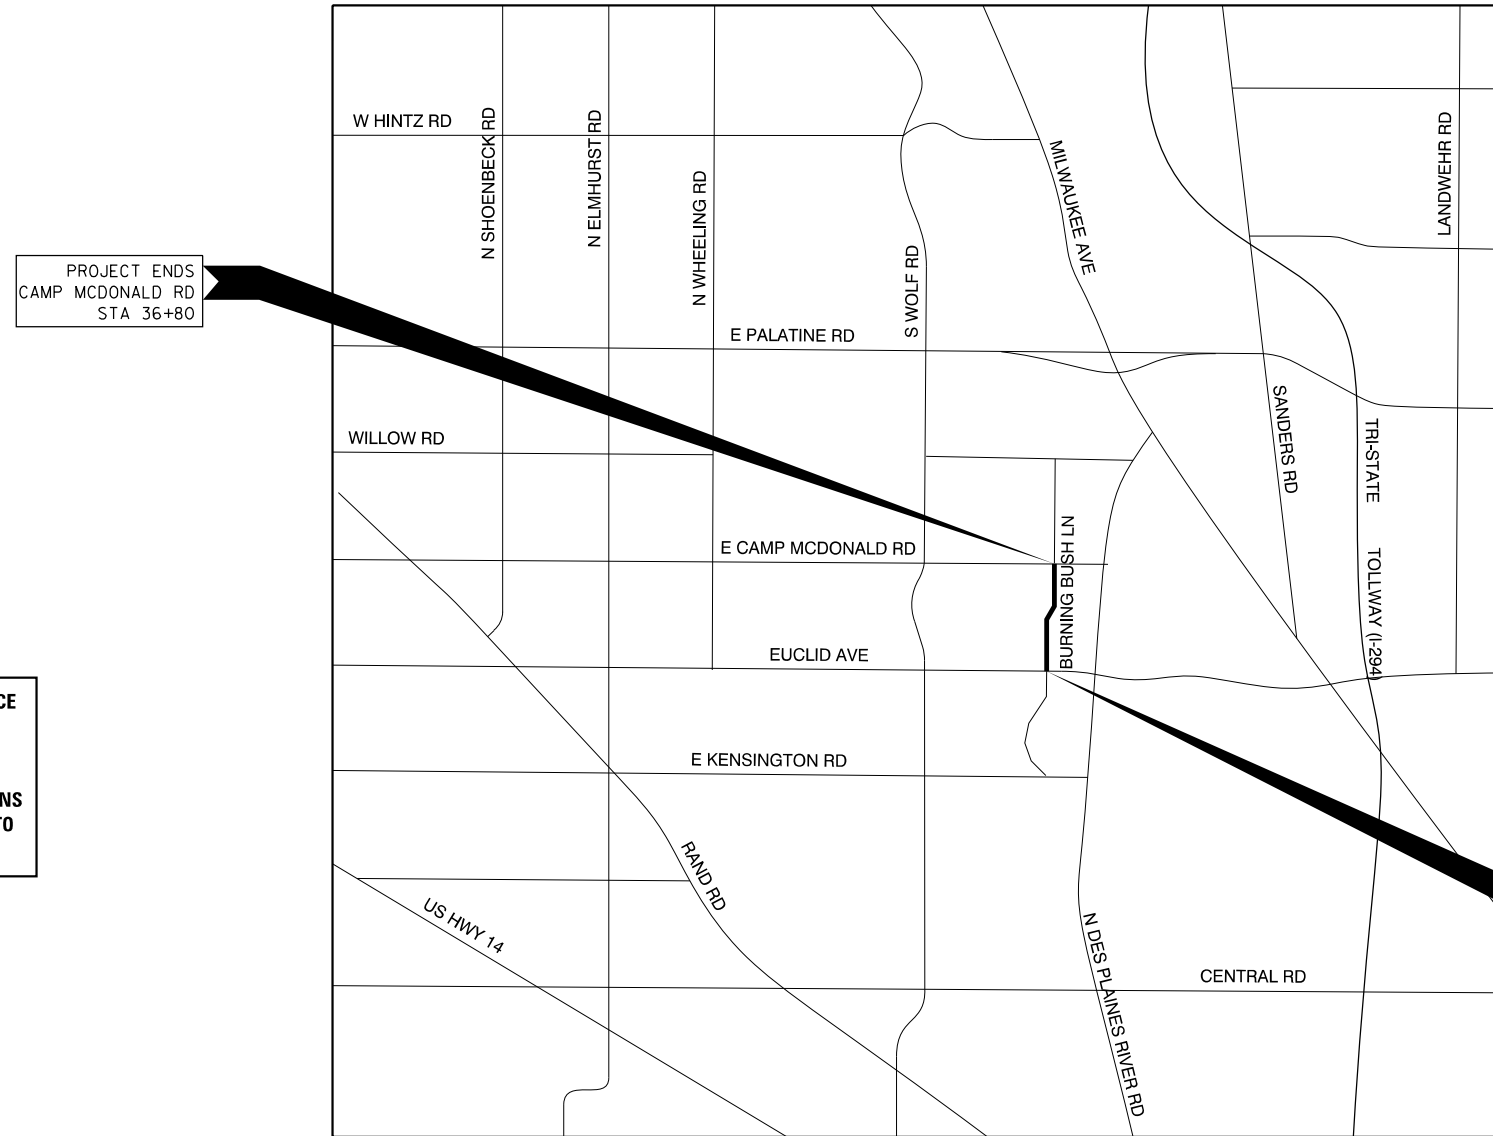 W HINTZ RD
N SHOENBECK RD
N ELMHURST RD
N WHEELING RD
S WOLF RD
MILWAUKEE AVE
LANDWEHR RD
PROJECT ENDS
CAMP MCDONALD RD
STA 36+80
E PALATINE RD
WILLOW RD
SANDERS RD
TRI-STATE
TOLLWAY (I-294)
E CAMP MCDONALD RD
BURNING BUSH LN
EUCLID AVE
E KENSINGTON RD
RAND RD
US HWY 14
N DES PLAINES RIVER RD
CENTRAL RD
CE
NS
TO